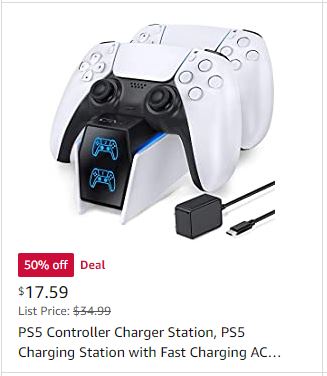 50% off Deal
$17.59
List Price: $34.99
PS5 Controller Charger Station, PS5
Charging Station with Fast Charging AC...